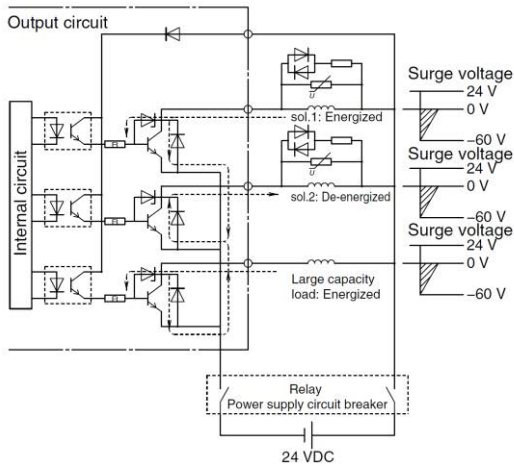 Output circuit
Internal circuit
Surge voltage
24 V
0 V
−60 V
sol.1: Energized
U
Surge voltage
24 V
0 V
−60 V
sol.2: De-energized
U
Surge voltage
24 V
0 V
−60 V
Large capacity
load: Energized
Relay
Power supply circuit breaker
24 VDC